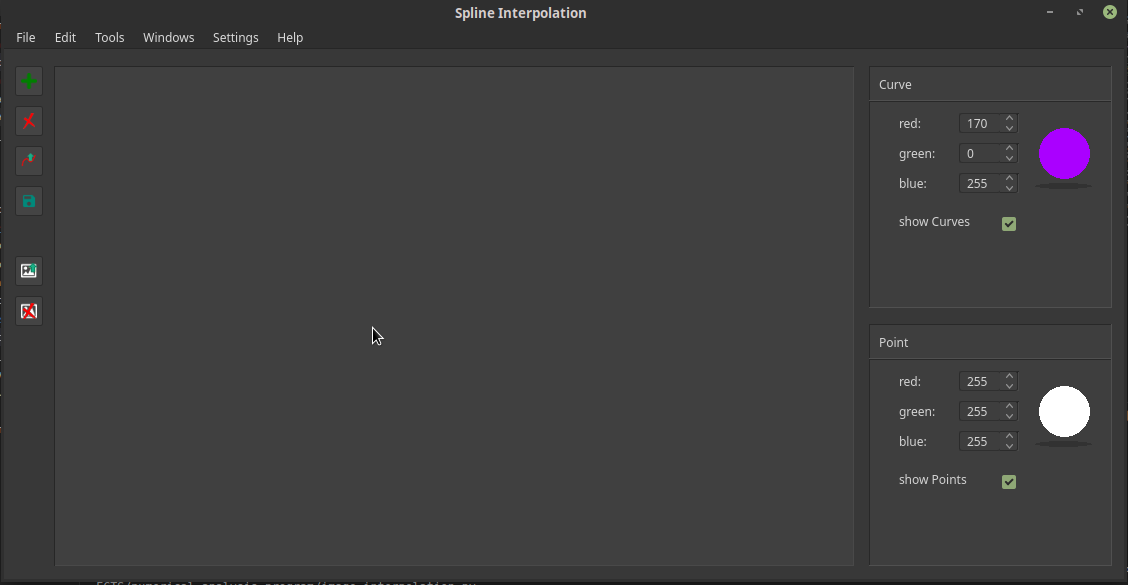 Spline Interpolation
File Edit Tools Windows Settings Help
Curve
red: 170
green: 0
blue: 255
show Curves
Point
red: 255
green: 255
blue: 255
show Points